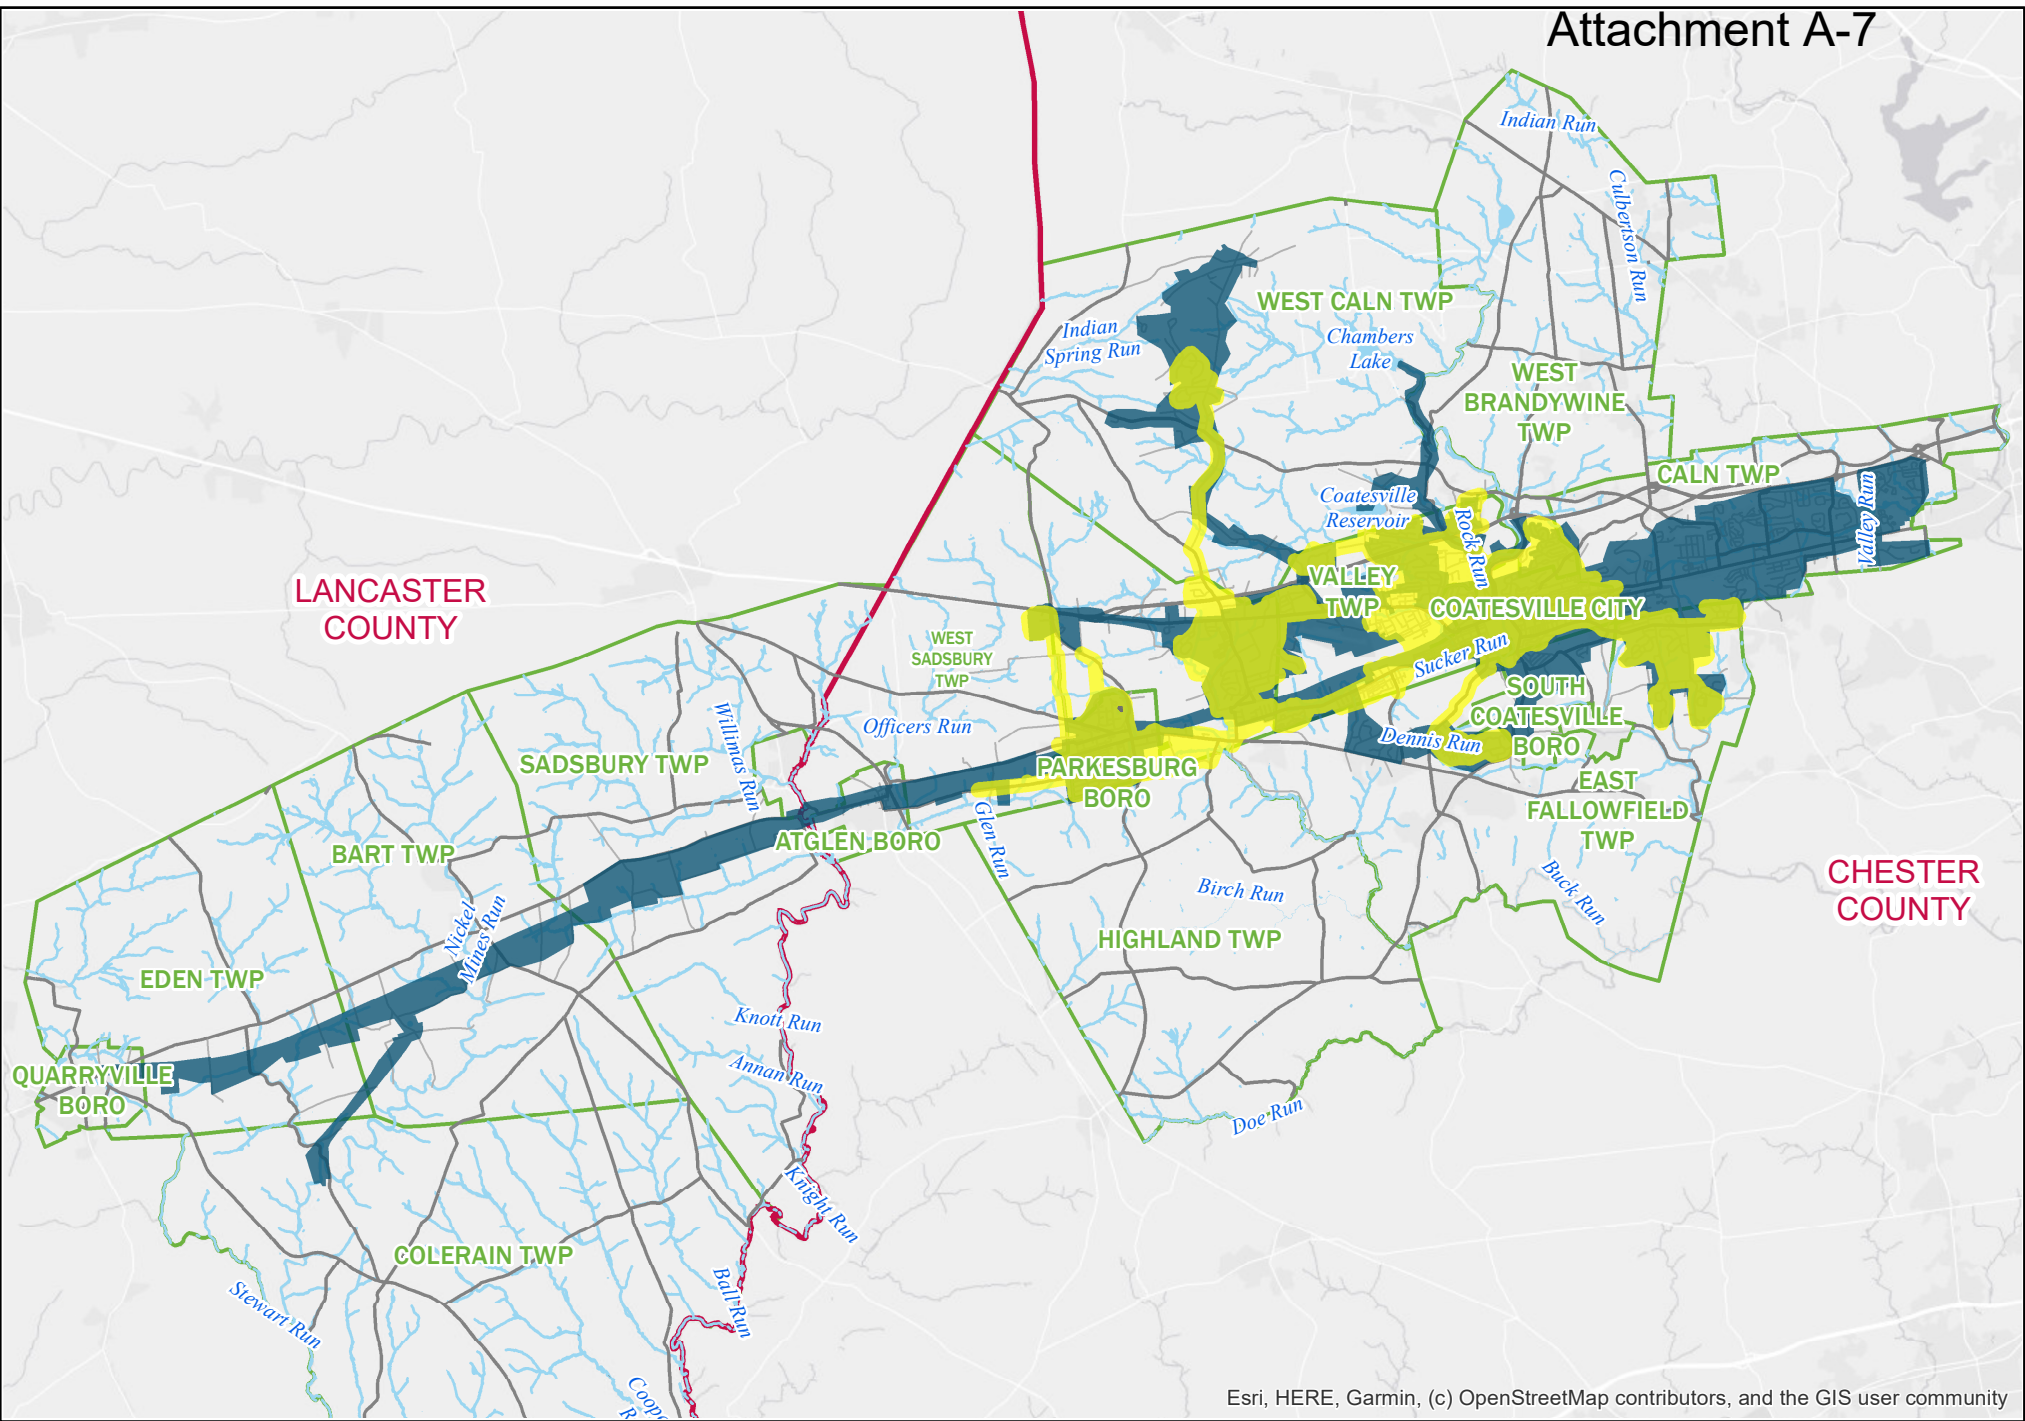 Attachment A-7
Indian Run
Culbertson Run
WEST CALN TWP
Indian
Spring Run
Chambers
Lake
WEST
BRANDYWINE
TWP
CALN TWP
Coatesville
Reservoir
Rock Run
Valley Run
LANCASTER
COUNTY
VALLEY
TWP
COATESVILLE CITY
WEST
SADSBURY
TWP
Sucker Run
SOUTH
COATESVILLE
BORO
Officers Run
Willimas Run
Dennis Run
SADSBURY TWP
PARKESBURG
BORO
EAST
FALLOWFIELD
TWP
Glen Run
ATGLEN BORO
BART TWP
CHESTER
COUNTY
Birch Run
Buck Run
Nickel
Mines Run
HIGHLAND TWP
EDEN TWP
Knott Run
Annan Run
QUARRYVILLE
BORO
Doe Run
Knight Run
COLERAIN TWP
Ball Run
Stewart Run
Coope
R
Esri, HERE, Garmin, (c) OpenStreetMap contributors, and the GIS user community